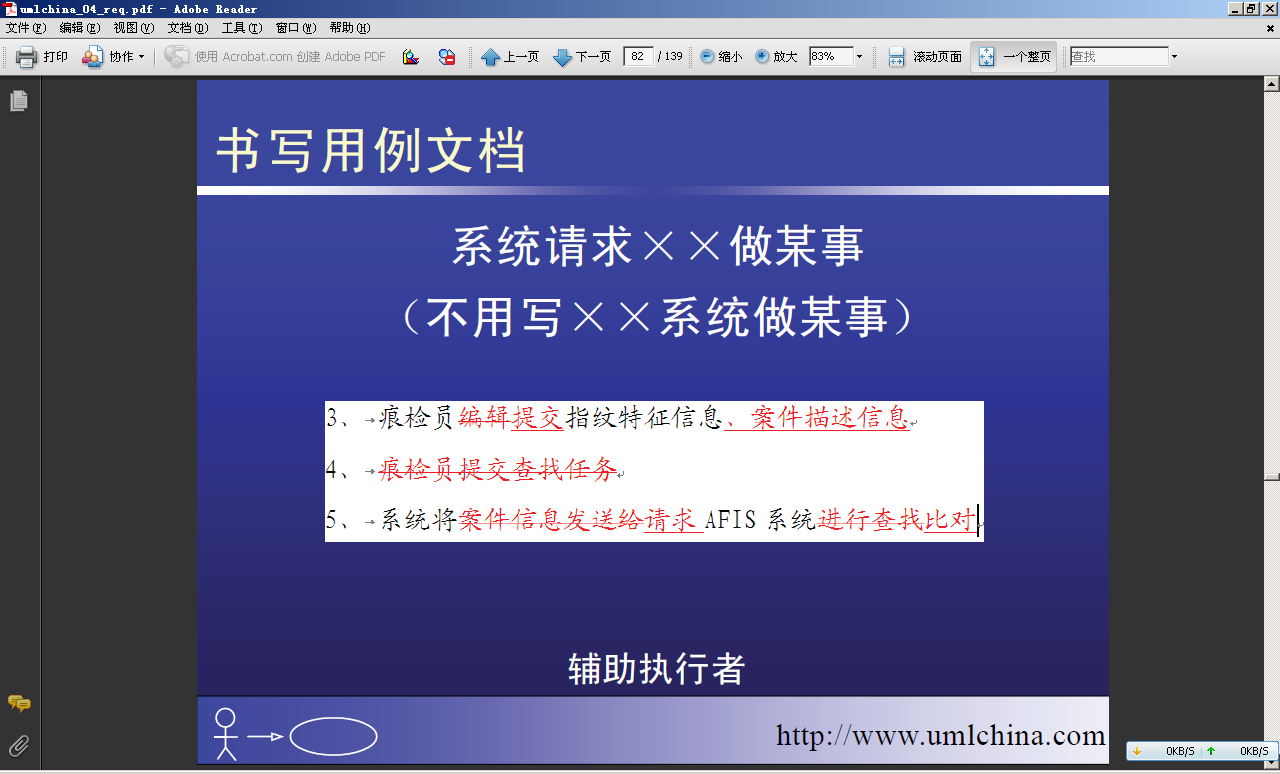 umlchina_04_req.pdf - Adobe Reader
文件(F) 编辑(E) 视图(V) 文档(D) 工具(T) 窗口(W) 帮助(H)
打印 协作 使用 Acrobat.com 创建 Adobe PDF 上一页 下一页 82 / 139 缩小 放大 83% 滚动页面 一个整页 查找
书写用例文档
系统请求××做某事
（不用写××系统做某事）
3、痕检员编辑提交指纹特征信息、案件描述信息
4、痕检员提交查找任务
5、系统将案件信息发送给请求 AFIS 系统进行查找比对
辅助执行者
http://www.umlchina.com
0KB/S 0KB/S